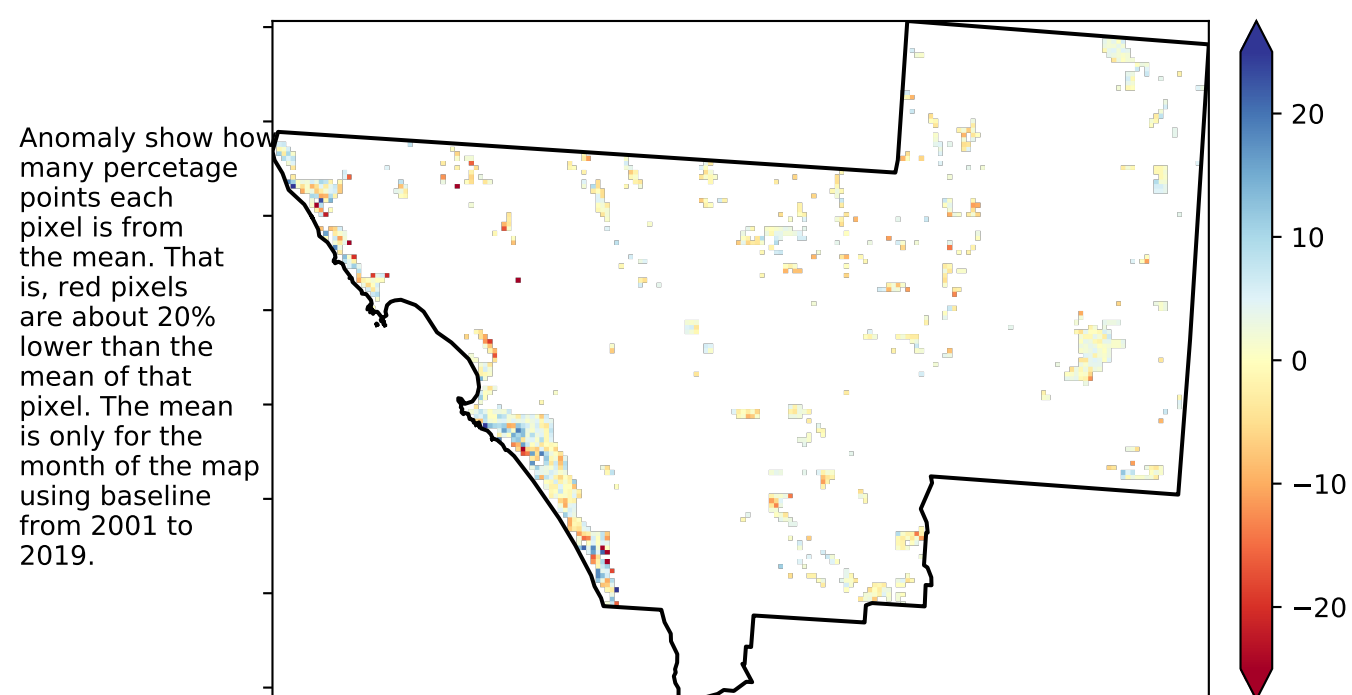 Anomaly show how
many percetage
points each
pixel is from
the mean. That
is, red pixels
are about 20%
lower than the
mean of that
pixel. The mean
is only for the
month of the map
using baseline
from 2001 to
2019.
20
10
0
−10
−20